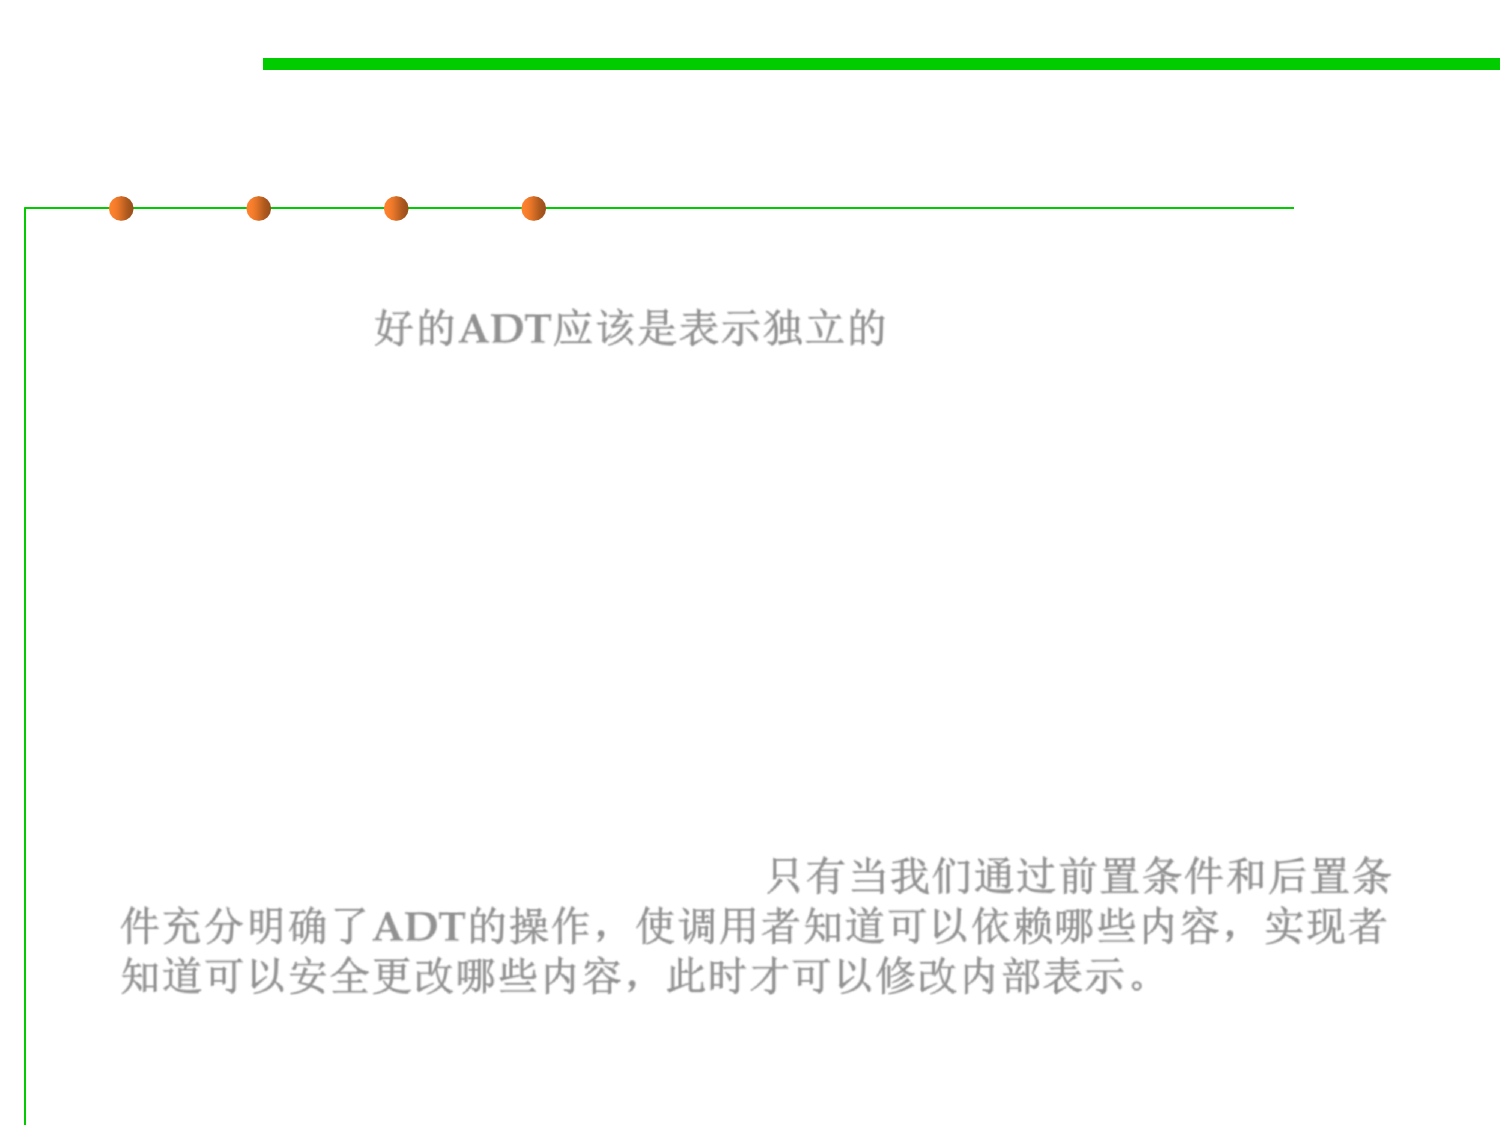 好的ADT应该是表示独立的
只有当我们通过前置条件和后置条
件充分明确了ADT的操作，使调用者知道可以依赖哪些内容，实现者
知道可以安全更改哪些内容，此时才可以修改内部表示。